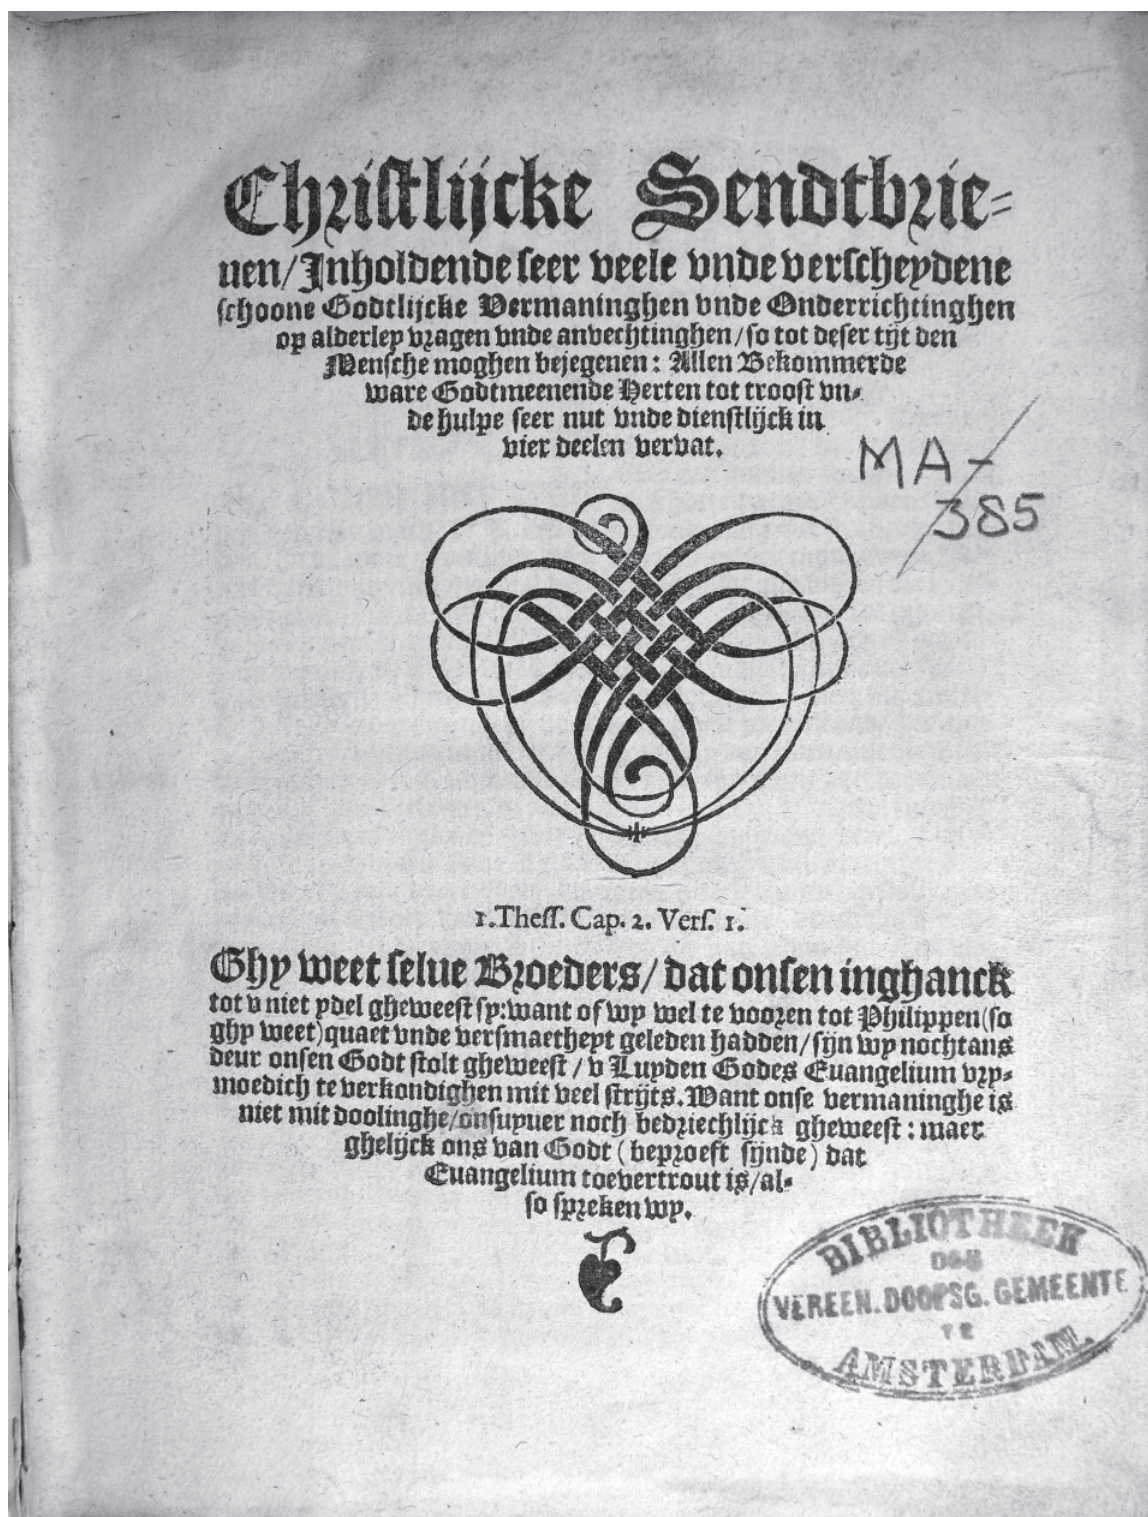 Christlijcke Sendtbrie-
uen/Inholdende seer veele vnde verscheydene
schoone Godtlijcke Vermaninghen vnde Onderrichtinghen
op alderley vragen vnde anvechtinghen/so tot deser tijt den
Mensche moghen bejegenen: Allen Bekommerde
ware Godtmeenende Herten tot troost vn-
de hulpe seer nut vnde dienstlijck in
vier deelen vervat.
MA-
385
1.Thess. Cap. 2. Vers. 1.
Ghy weet selue Broeders/dat onsen inghanck
tot v niet ydel gheweest sy:want of wy wel te vooren tot Philippen(so
ghy weet)quaet vnde versmaetheyt geleden hadden/sijn wy nochtans
deur onsen Godt stolt gheweest/v Luyden Godes Euangelium vry-
moedich te verkondighen mit veel strijts. Want onse vermaninghe is
niet mit doolinghe/onsuyuer noch bedriechlijck gheweest: maer
ghelijck ons van Godt (beproeft sijnde) dat
Euangelium toevertrout is/al-
so spreken wy.
BIBLIOTHEEK
DER
VEREEN. DOOPSG. GEMEENTE
TE
AMSTERDAM.